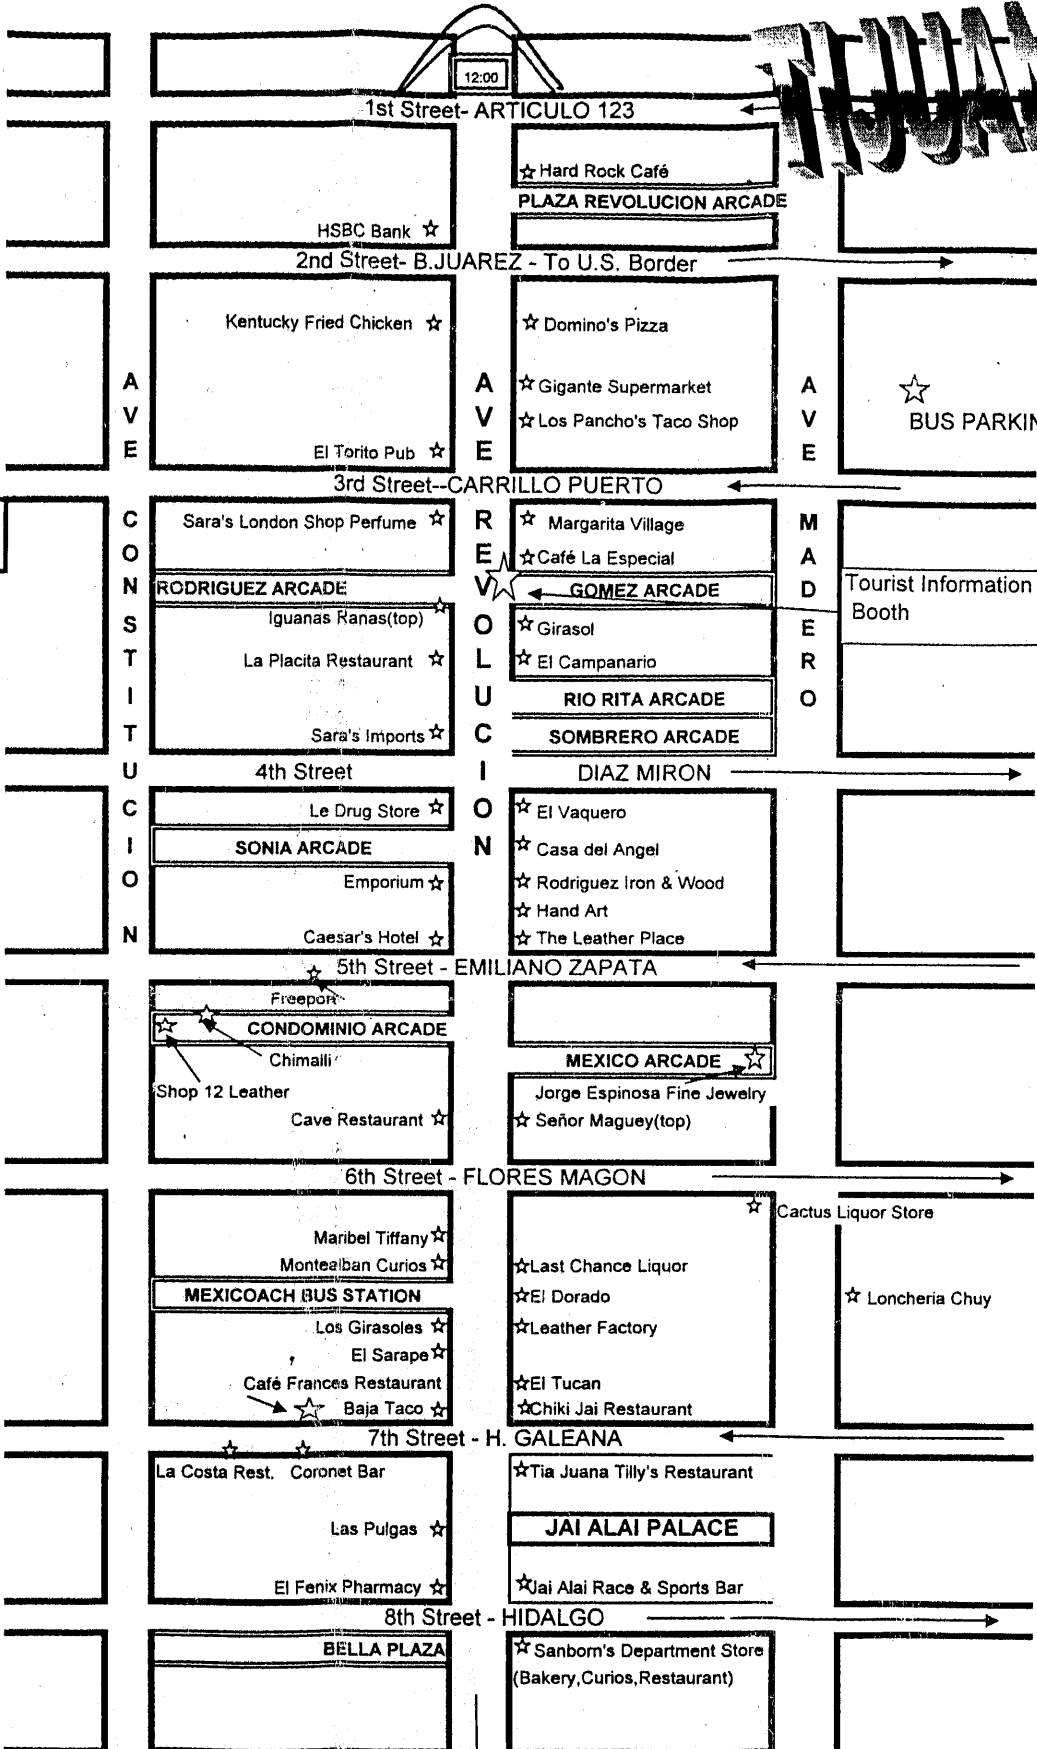 12:00
TIJUA
1st Street- ARTICULO 123
Hard Rock Café
PLAZA REVOLUCION ARCADE
HSBC Bank
2nd Street- B.JUAREZ - To U.S. Border
Kentucky Fried Chicken
Domino's Pizza
Gigante Supermarket
Los Pancho's Taco Shop
El Torito Pub
BUS PARKIN
AVE CONSTITUCION
AVE REVOLUCION
AVE MADERO
3rd Street--CARRILLO PUERTO
Sara's London Shop Perfume
Margarita Village
Café La Especial
RODRIGUEZ ARCADE
GOMEZ ARCADE
Tourist Information
Booth
Iguanas Ranas(top)
Girasol
La Placita Restaurant
El Campanario
RIO RITA ARCADE
Sara's Imports
SOMBRERO ARCADE
4th Street DIAZ MIRON
Le Drug Store
El Vaquero
SONIA ARCADE
Casa del Angel
Emporium
Rodriguez Iron & Wood
Hand Art
Caesar's Hotel
The Leather Place
5th Street - EMILIANO ZAPATA
Freeport
CONDOMINIO ARCADE
Chimalli
MEXICO ARCADE
Shop 12 Leather
Jorge Espinosa Fine Jewelry
Cave Restaurant
Señor Maguey(top)
6th Street - FLORES MAGON
Cactus Liquor Store
Maribel Tiffany
Montealban Curios
Last Chance Liquor
MEXICOACH BUS STATION
El Dorado
Loncheria Chuy
Los Girasoles
Leather Factory
El Sarape
Café Frances Restaurant
El Tucan
Baja Taco
Chiki Jai Restaurant
7th Street - H. GALEANA
La Costa Rest.
Coronet Bar
Tia Juana Tilly's Restaurant
Las Pulgas
JAI ALAI PALACE
El Fenix Pharmacy
Jai Alai Race & Sports Bar
8th Street - HIDALGO
BELLA PLAZA
Sanborn's Department Store
(Bakery,Curios,Restaurant)